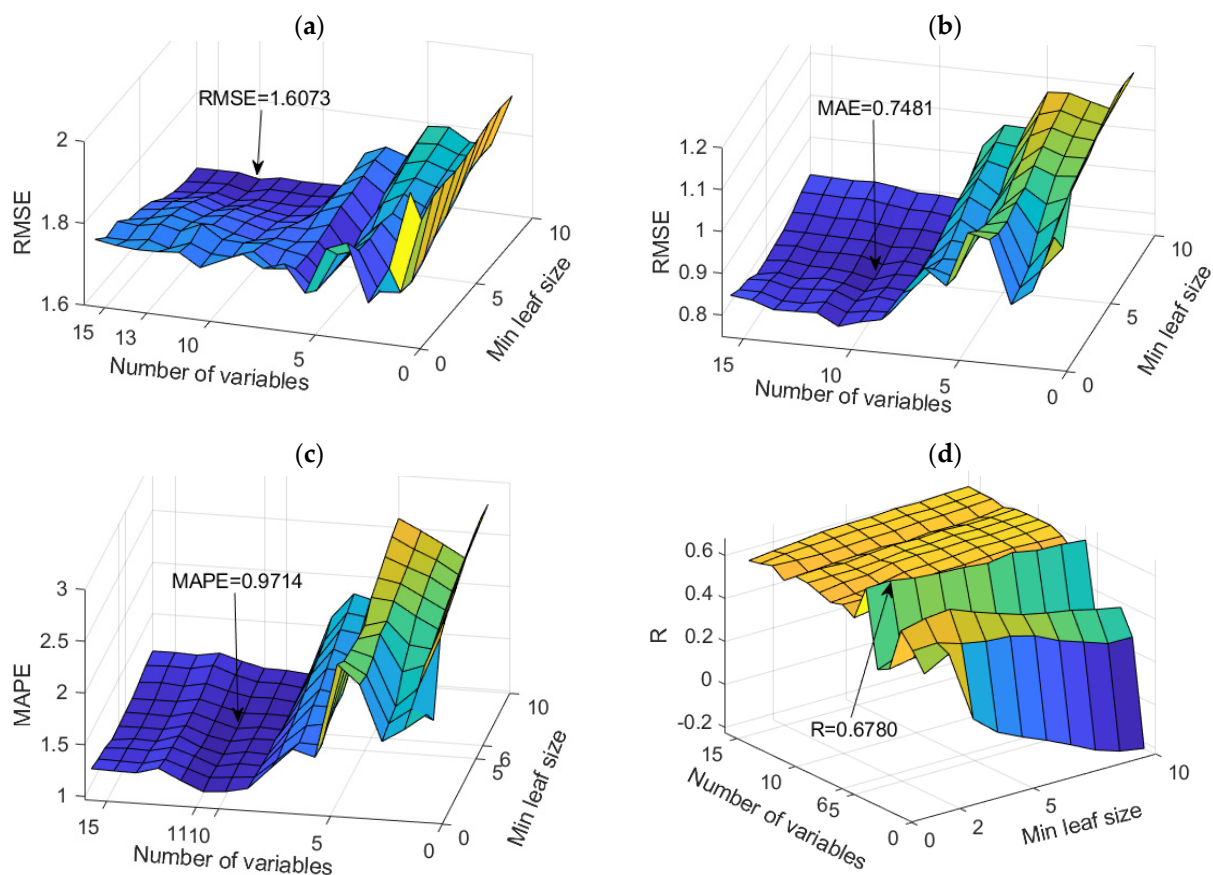 (a)
RMSE=1.6073
2
1.8
1.6
RMSE
15
13
10
5
0
Number of variables
0
5
10
Min leaf size
(b)
MAE=0.7481
1.2
1.1
1
0.9
0.8
RMSE
15
10
5
0
Number of variables
0
5
10
Min leaf size
(c)
MAPE=0.9714
3
2.5
2
1.5
1
MAPE
15
1110
5
0
Number of variables
0
5
6
10
Min leaf size
(d)
R=0.6780
0.6
0.4
0.2
0
-0.2
R
15
10
65
0
Number of variables
0
2
5
10
Min leaf size